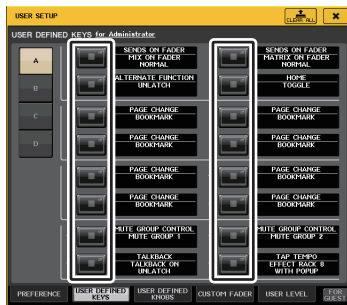 USER SETUP
CLEAR ALL
USER DEFINED KEYS for Administrator
A
SENDS ON FADER
MIX ON FADER
NORMAL
SENDS ON FADER
MATRIX ON FADER
NORMAL
B
ALTERNATE FUNCTION
UNLATCH
HOME
TOGGLE
C
PAGE CHANGE
BOOKMARK
PAGE CHANGE
BOOKMARK
D
PAGE CHANGE
BOOKMARK
PAGE CHANGE
BOOKMARK
PAGE CHANGE
BOOKMARK
PAGE CHANGE
BOOKMARK
PAGE CHANGE
BOOKMARK
PAGE CHANGE
BOOKMARK
MUTE GROUP CONTROL
MUTE GROUP 1
MUTE GROUP CONTROL
MUTE GROUP 2
TALKBACK
TALKBACK ON
UNLATCH
TAP TEMPO
EFFECT RACK 8
WITH POPUP
PREFERENCE
USER DEFINED
KEYS
USER DEFINED
KNOBS
CUSTOM FADER
USER LEVEL
FOR
GUEST